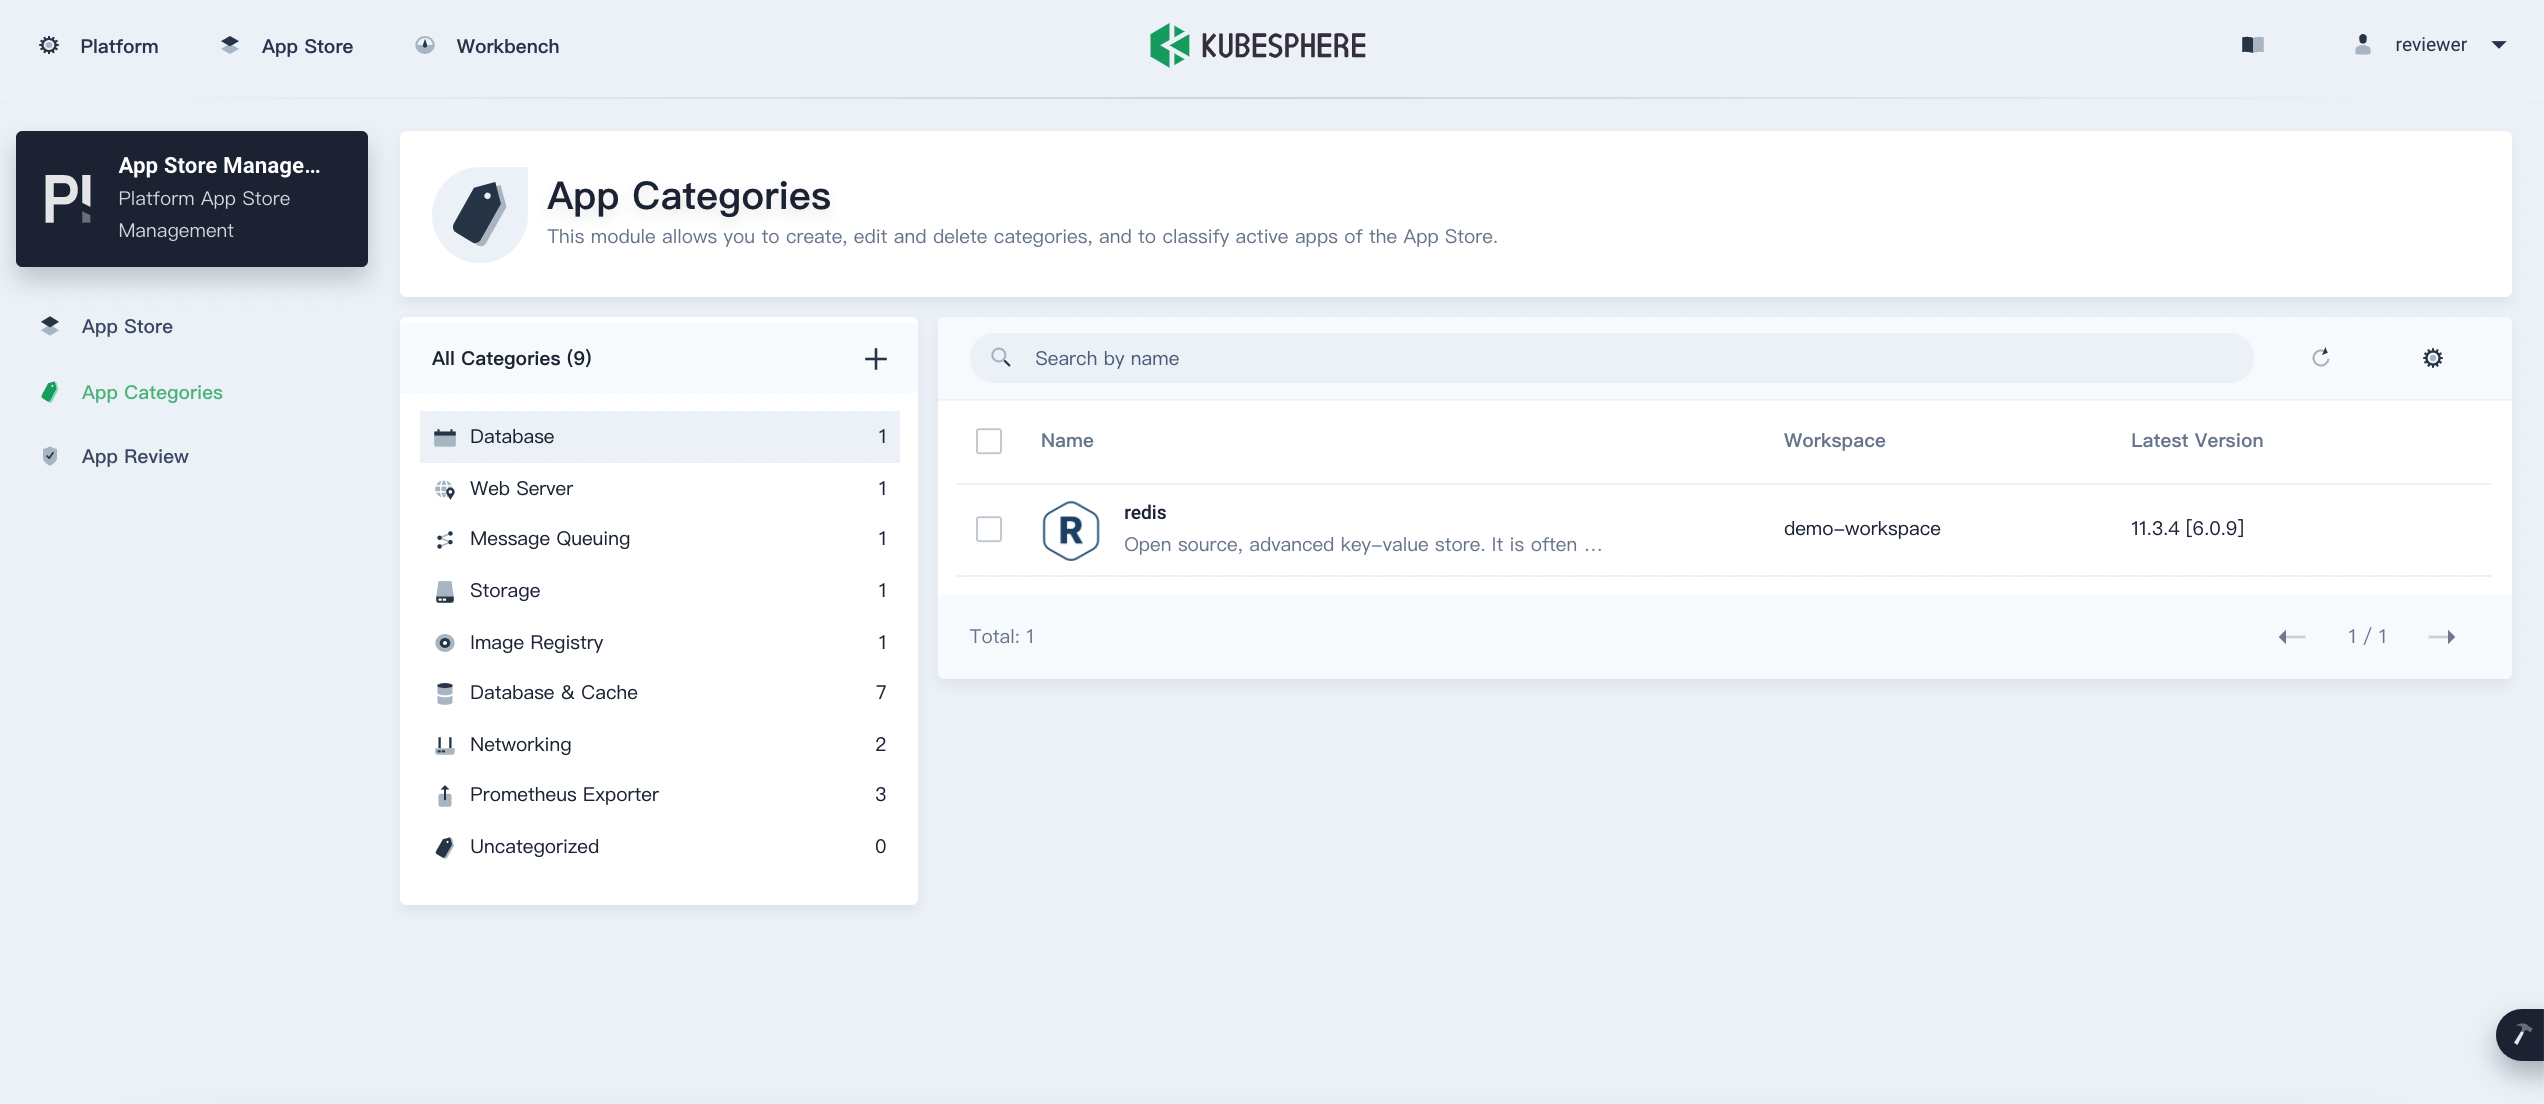 Platform
App Store
Workbench
KUBESPHERE
reviewer
App Store Manage...
Platform App Store
Management
App Store
App Categories
App Review
App Categories
This module allows you to create, edit and delete categories, and to classify active apps of the App Store.
All Categories (9)
Database 1
Web Server 1
Message Queuing 1
Storage 1
Image Registry 1
Database & Cache 7
Networking 2
Prometheus Exporter 3
Uncategorized 0
Search by name
Name Workspace Latest Version
R
redis
Open source, advanced key-value store. It is often ...
demo-workspace
11.3.4 [6.0.9]
Total: 1
1 / 1